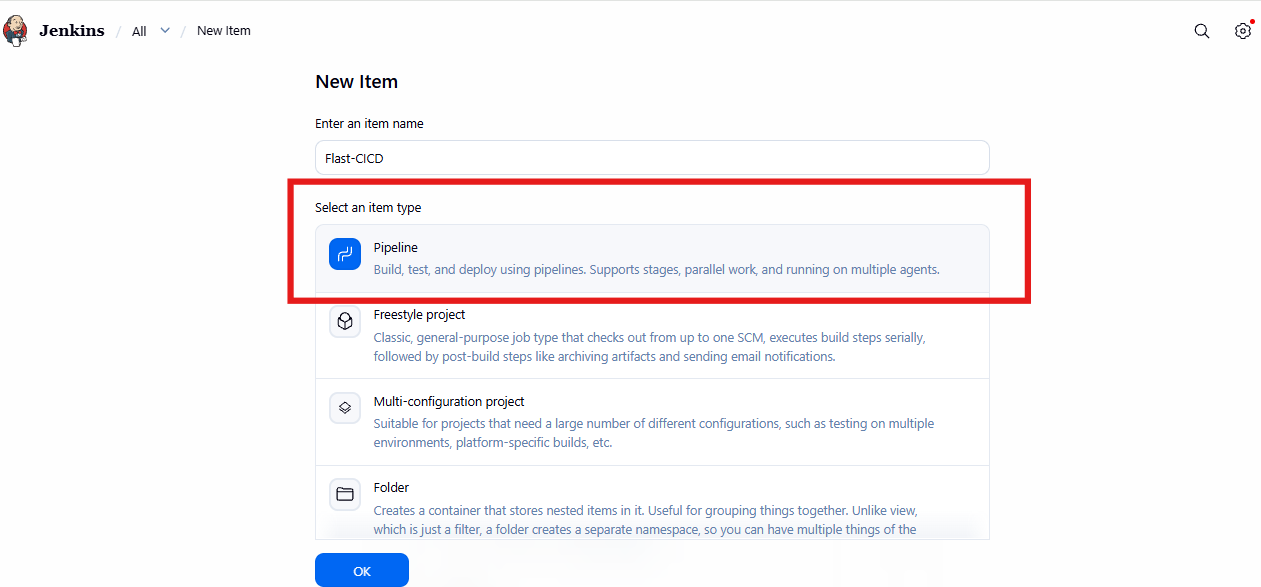 Jenkins / All / New Item
New Item
Enter an item name
Flast-CICD
Select an item type
Pipeline
Build, test, and deploy using pipelines. Supports stages, parallel work, and running on multiple agents.
Freestyle project
Classic, general-purpose job type that checks out from up to one SCM, executes build steps serially,
followed by post-build steps like archiving artifacts and sending email notifications.
Multi-configuration project
Suitable for projects that need a large number of different configurations, such as testing on multiple
environments, platform-specific builds, etc.
Folder
Creates a container that stores nested items in it. Useful for grouping things together. Unlike view,
which is just a filter, a folder creates a separate namespace, so you can have multiple things of the
OK